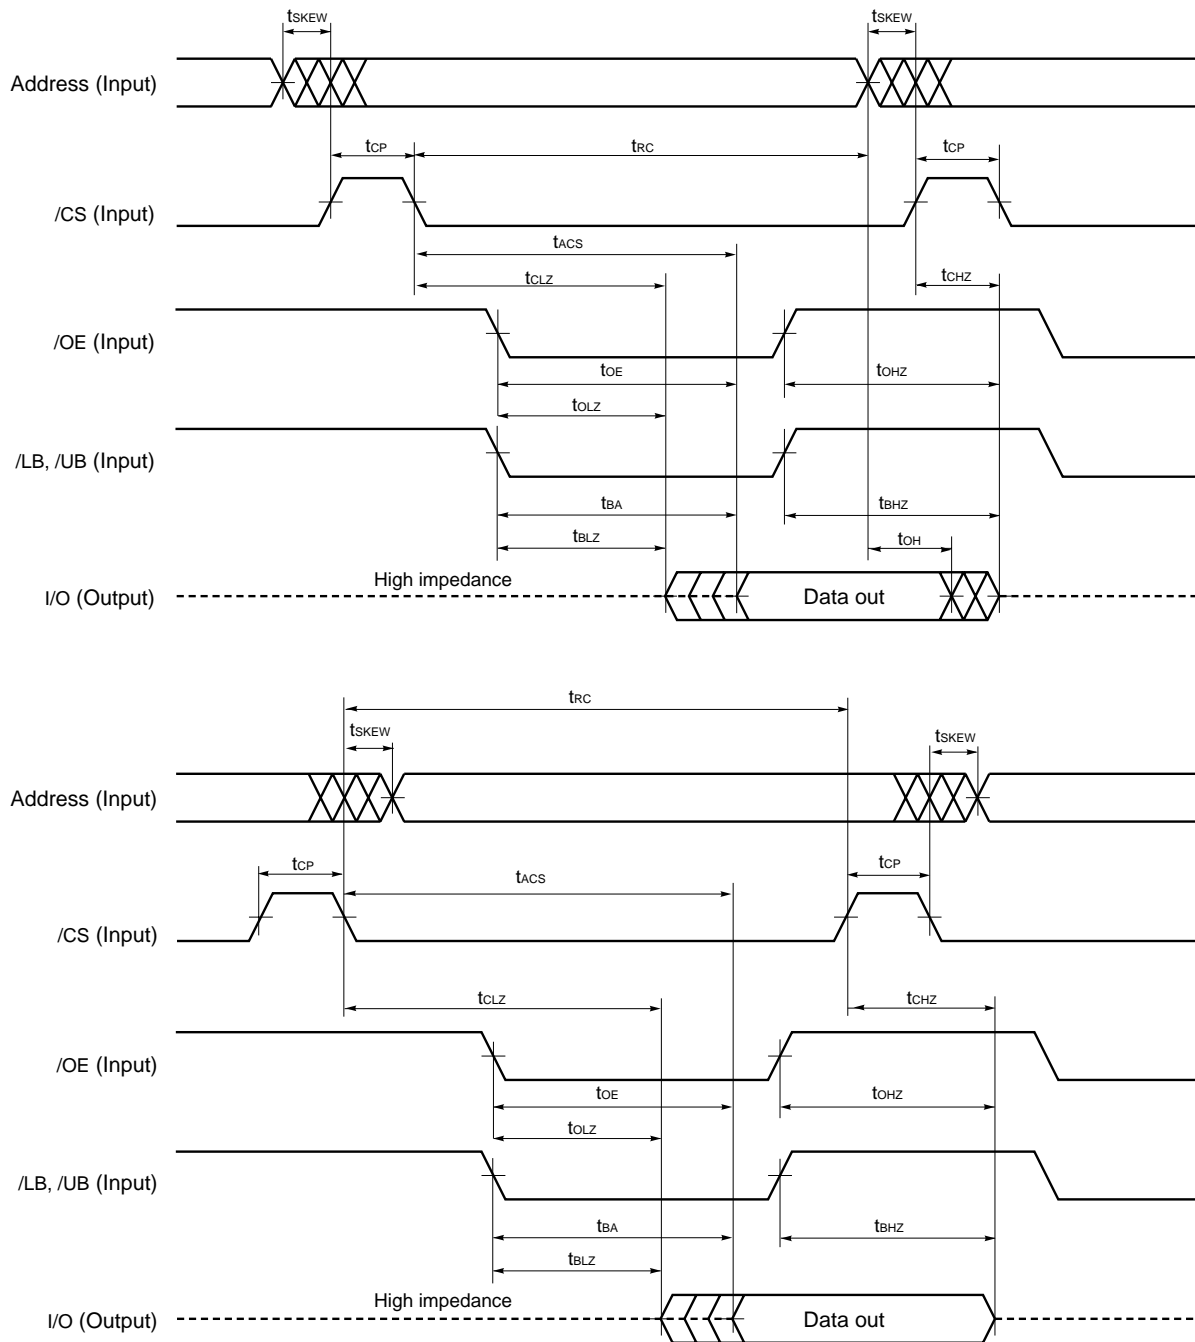 tSKEW tSKEW
Address (Input)
tCP tRC tCP
/CS (Input)
tACS
tCLZ tCHZ
/OE (Input)
tOE tOHZ
tOLZ
/LB, /UB (Input)
tBA tBHZ
tBLZ tOH
High impedance
I/O (Output) Data out
tRC
tSKEW tSKEW
Address (Input)
tCP tACS tCP
/CS (Input)
tCLZ tCHZ
/OE (Input)
tOE tOHZ
tOLZ
/LB, /UB (Input)
tBA tBHZ
tBLZ
High impedance
I/O (Output) Data out